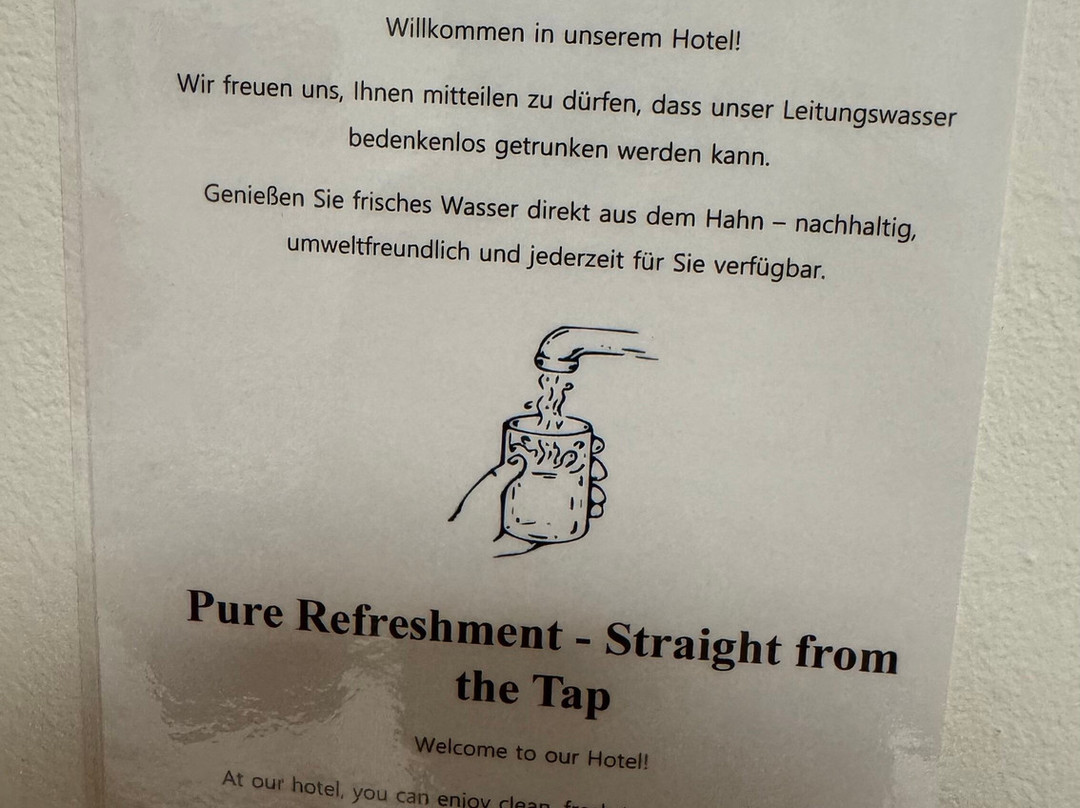 Willkommen in unserem Hotel!
Wir freuen uns, Ihnen mitteilen zu dürfen, dass unser Leitungswasser
bedenkenlos getrunken werden kann.
Genießen Sie frisches Wasser direkt aus dem Hahn – nachhaltig,
umweltfreundlich und jederzeit für Sie verfügbar.
Pure Refreshment - Straight from
the Tap
Welcome to our Hotel!
At our hotel, you can enjoy clean,